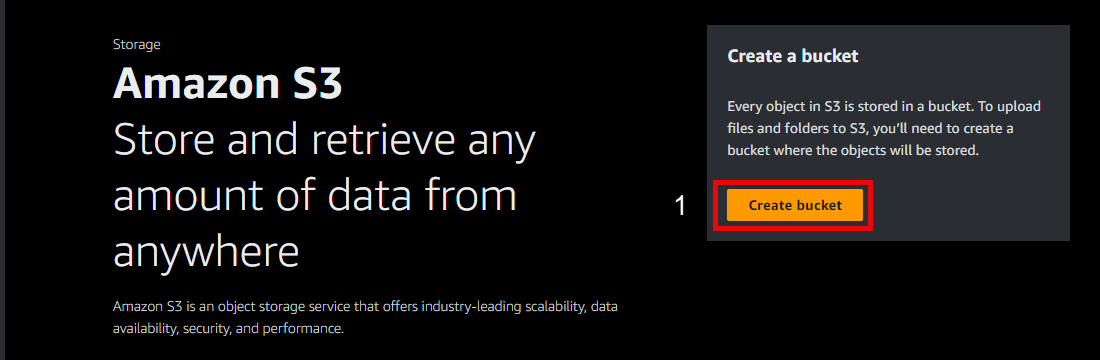 Storage
Amazon S3
Store and retrieve any
amount of data from
anywhere
Amazon S3 is an object storage service that offers industry-leading scalability, data
availability, security, and performance.
Create a bucket
Every object in S3 is stored in a bucket. To upload
files and folders to S3, you’ll need to create a
bucket where the objects will be stored.
1
Create bucket